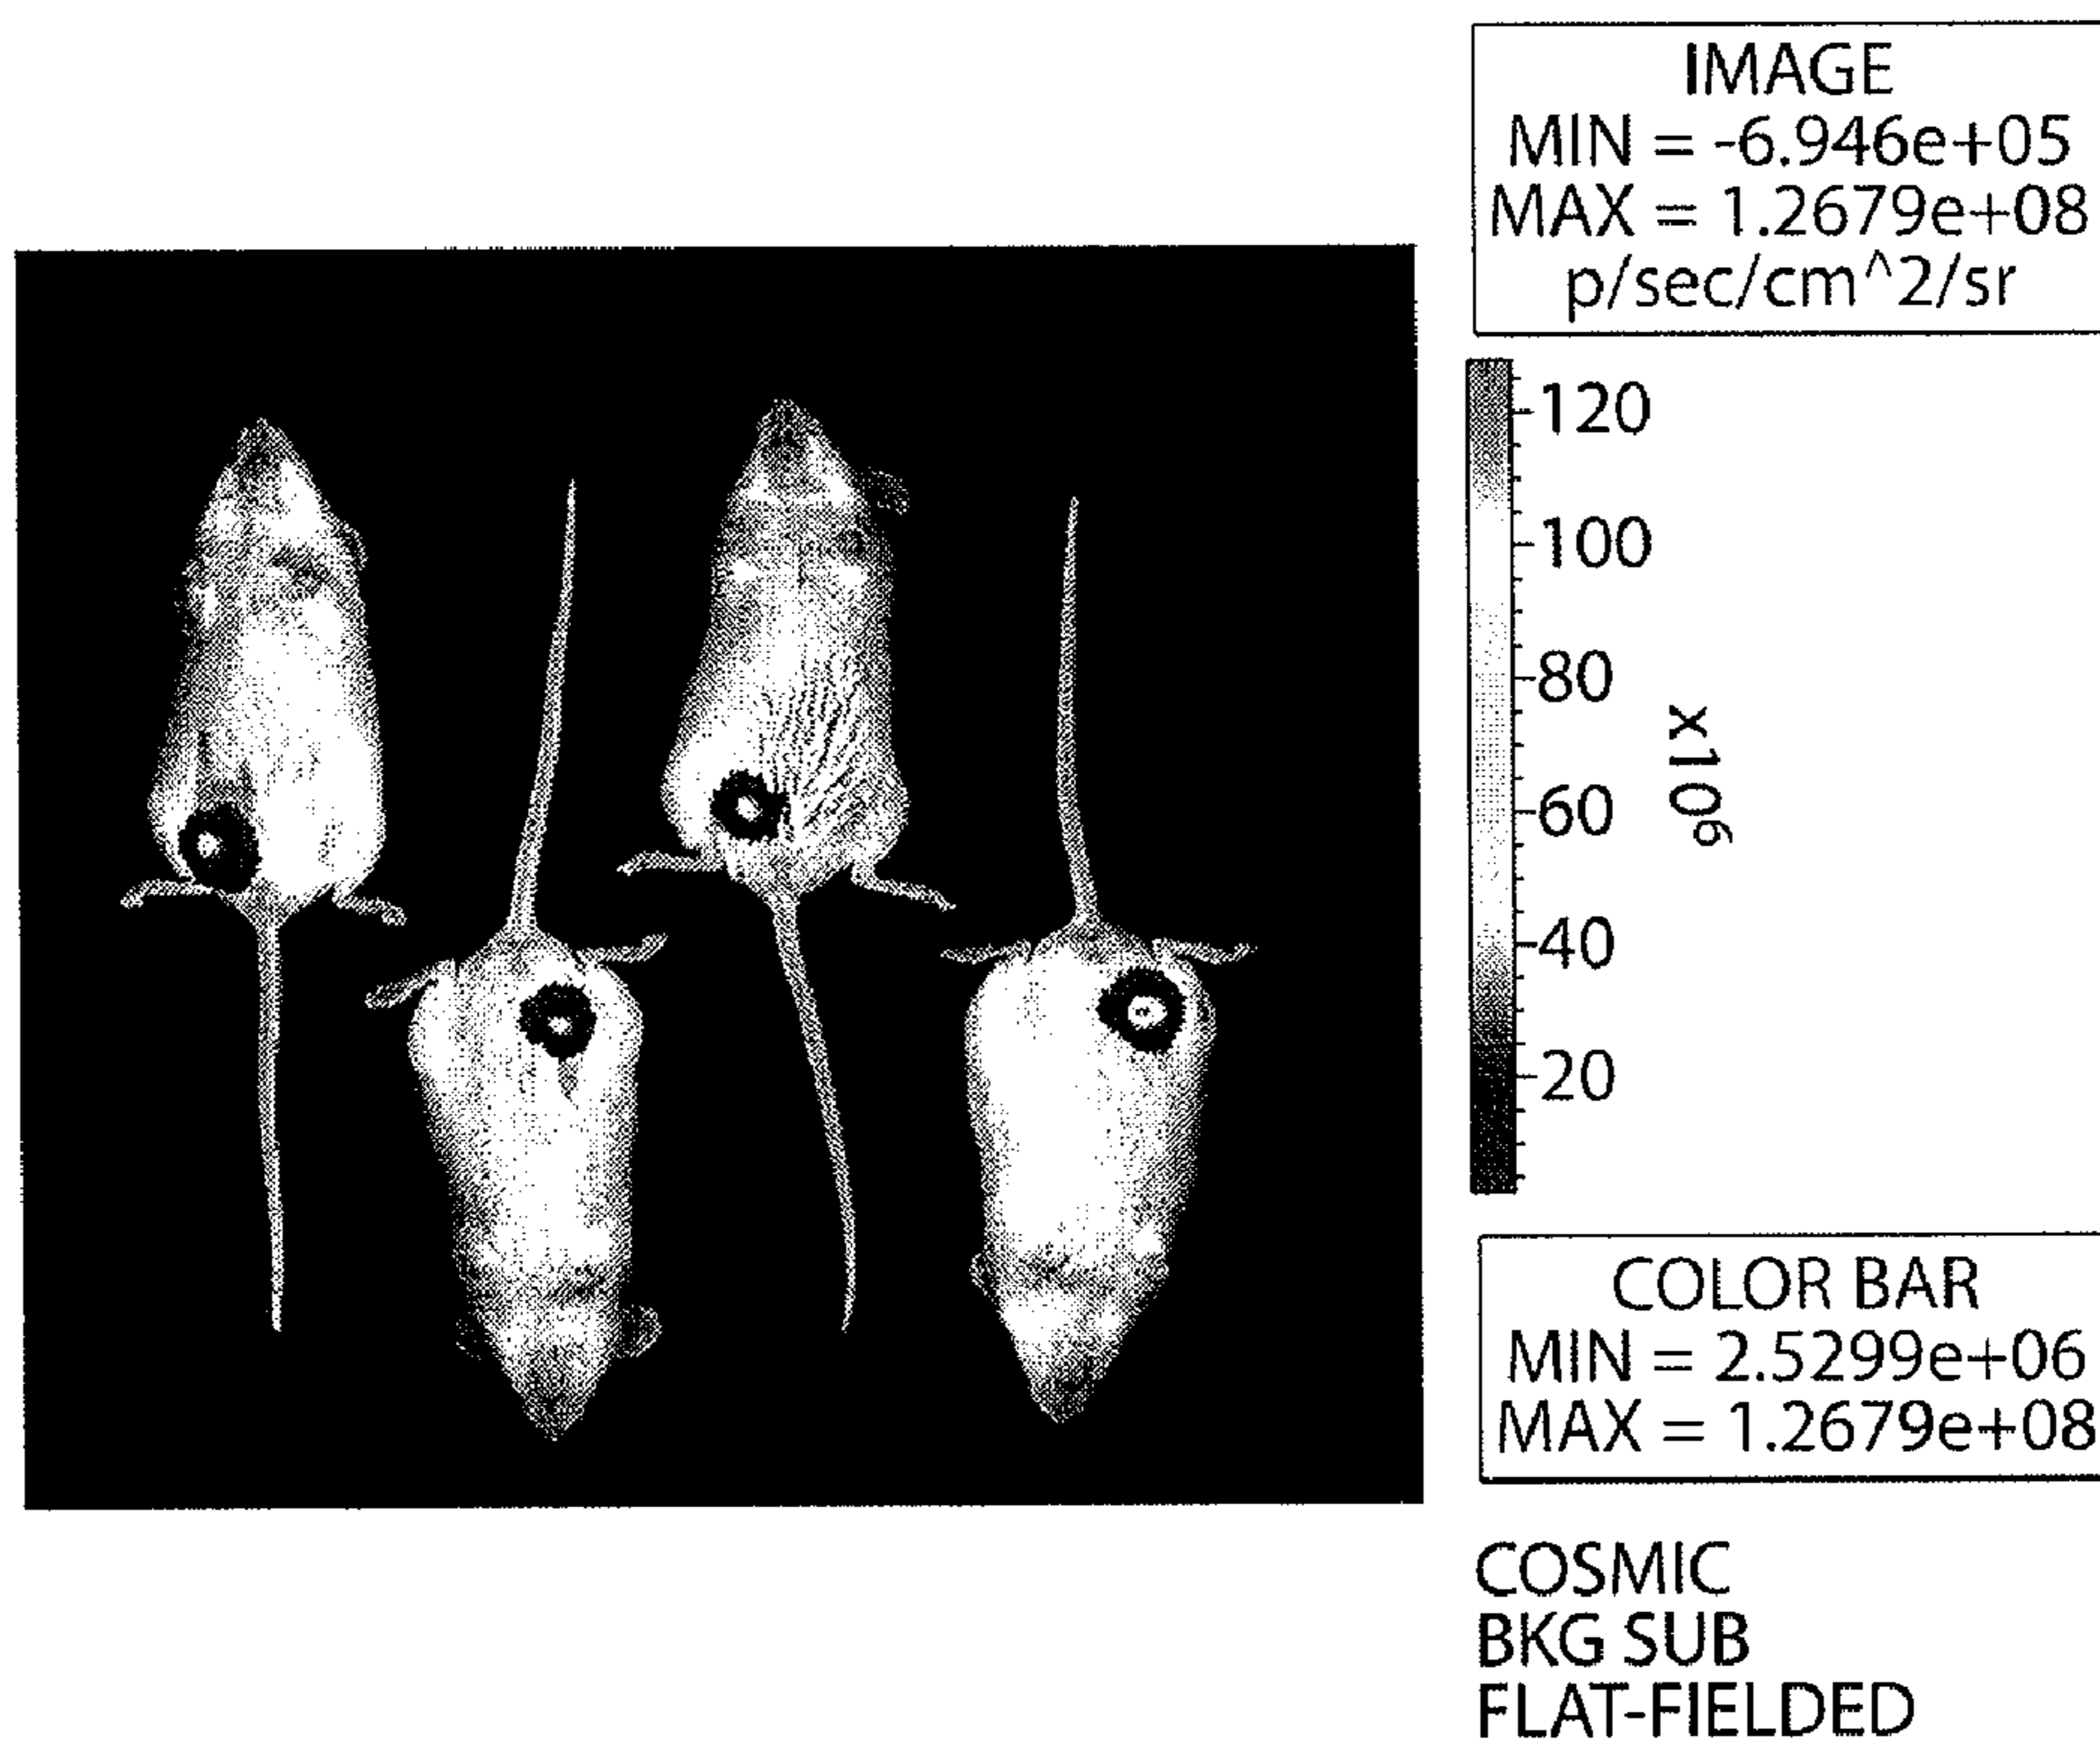 IMAGE
MIN = -6.946e+05
MAX = 1.2679e+08
p/sec/cm^2/sr
120
100
80
60
40
20
x10⁶
COLOR BAR
MIN = 2.5299e+06
MAX = 1.2679e+08
COSMIC
BKG SUB
FLAT-FIELDED